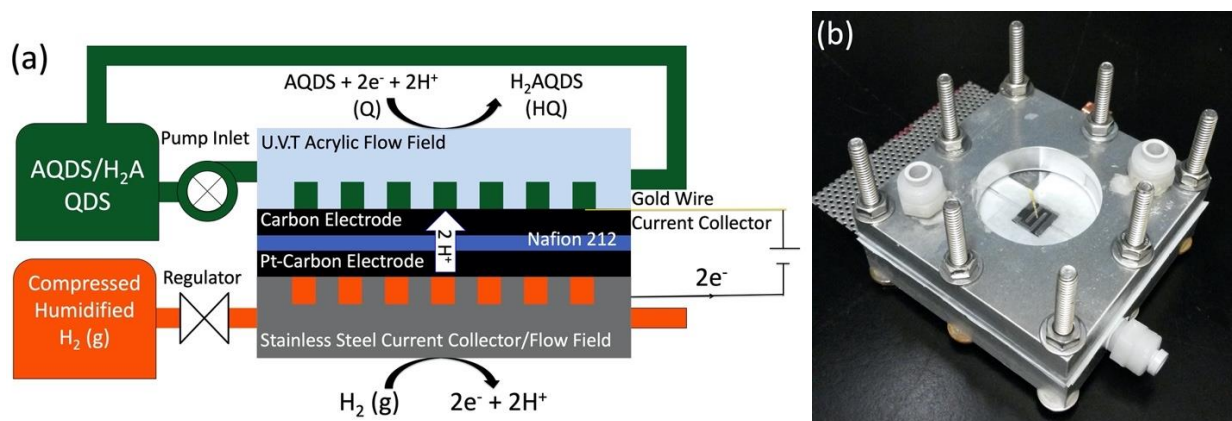 (a)
AQDS + 2e⁻ + 2H⁺
(Q)
H₂AQDS
(HQ)
Pump Inlet
U.V.T Acrylic Flow Field
AQDS/H₂A
QDS
Gold Wire
Current Collector
Carbon Electrode
Nafion 212
2 H⁺
Pt-Carbon Electrode
Compressed
Humidified
H₂ (g)
Regulator
2e⁻
Stainless Steel Current Collector/Flow Field
H₂ (g)
2e⁻ + 2H⁺
(b)